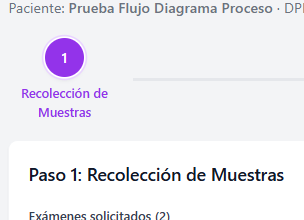 Paciente: Prueba Flujo Diagrama Proceso · DPI
1
Recolección de
Muestras
Paso 1: Recolección de Muestras
Exámenes solicitados (2)